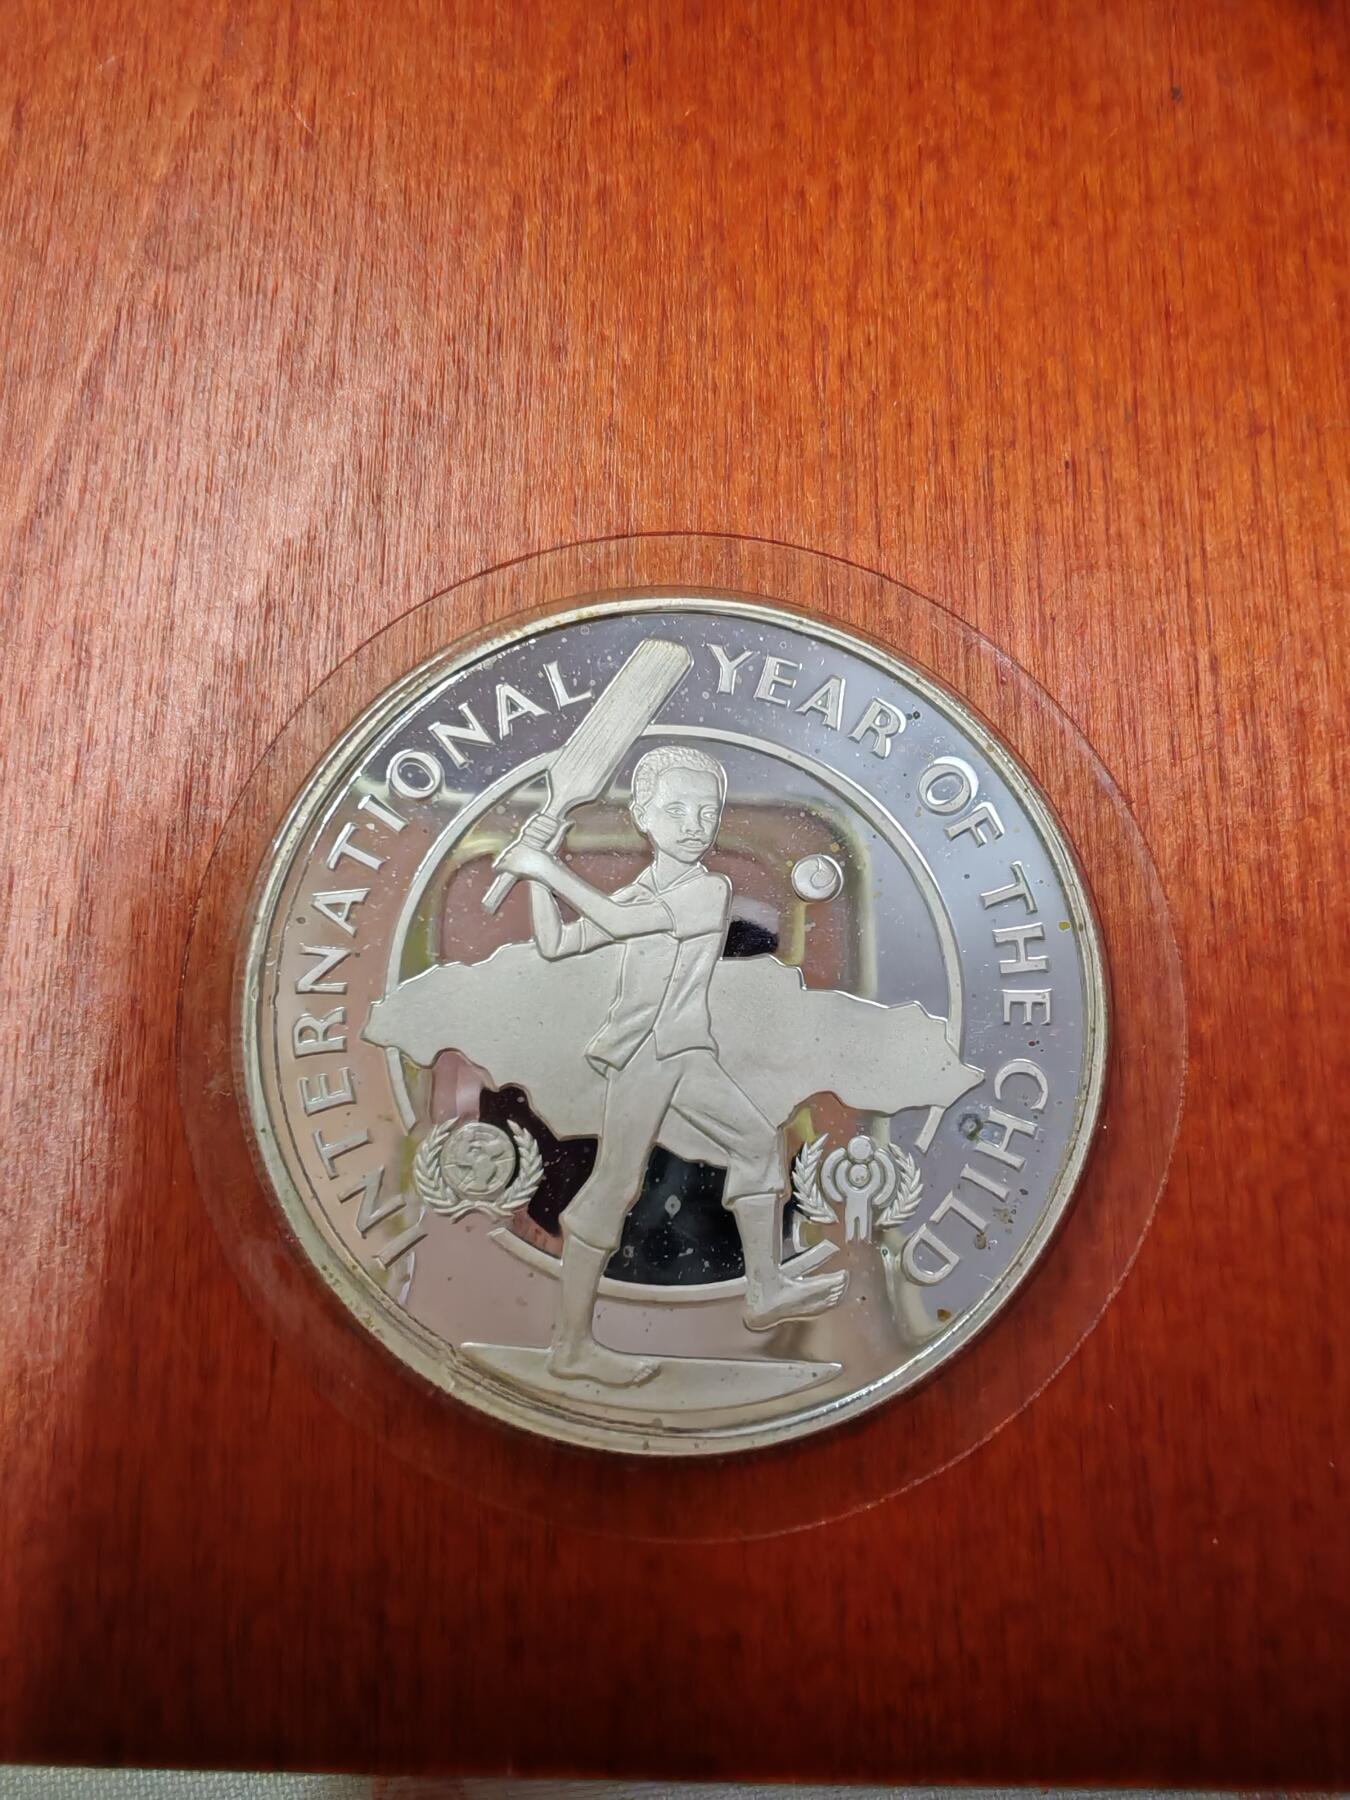 INTERNATIONAL YEAR OF THE CHILD